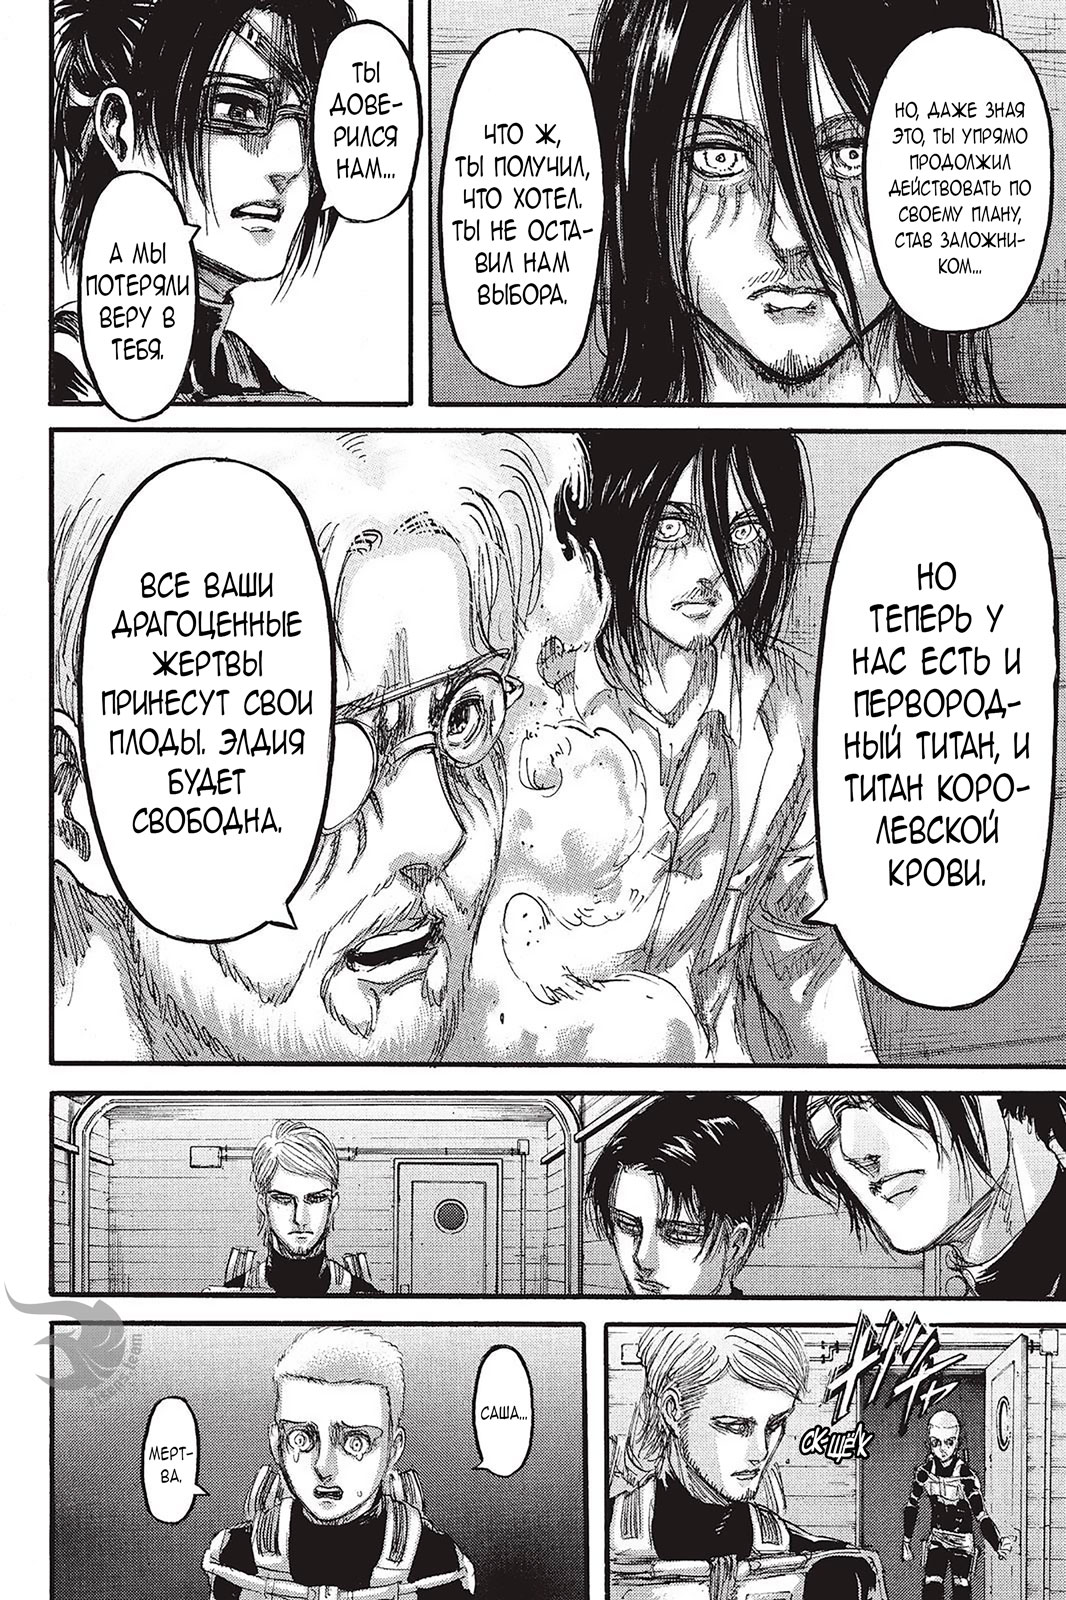 НО, ДАЖЕ ЗНАЯ
ЭТО, ТЫ УПРЯМО
ПРОДОЛЖИЛ
ДЕЙСТВОВАТЬ ПО
СВОЕМУ ПЛАНУ,
СТАВ ЗАЛОЖНИ-
КОМ...
ЧТО Ж,
ТЫ ПОЛУЧИЛ,
ЧТО ХОТЕЛ.
ТЫ НЕ ОСТА-
ВИЛ НАМ
ВЫБОРА.
ТЫ
ДОВЕ-
РИЛСЯ
НАМ...
А МЫ
ПОТЕРЯЛИ
ВЕРУ В
ТЕБЯ.
НО
ТЕПЕРЬ У
НАС ЕСТЬ И
ПЕРВОРОД-
НЫЙ ТИТАН, И
ТИТАН КОРО-
ЛЕВСКОЙ
КРОВИ.
ВСЕ ВАШИ
ДРАГОЦЕННЫЕ
ЖЕРТВЫ
ПРИНЕСУТ СВОИ
ПЛОДЫ. ЭЛДИЯ
БУДЕТ
СВОБОДНА.
СК-ЩЁК
САША...
МЕРТ-
ВА.